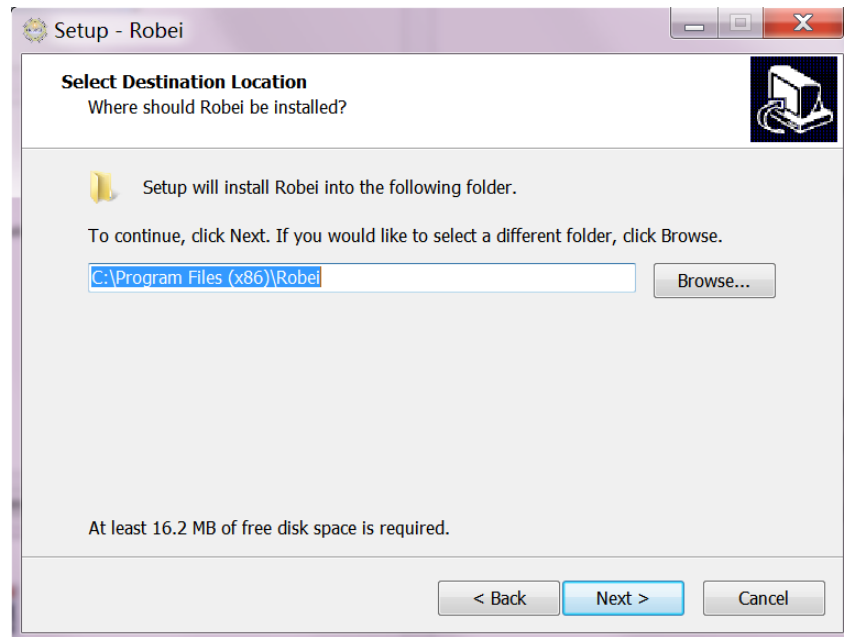 Setup - Robei
Select Destination Location
Where should Robei be installed?
Setup will install Robei into the following folder.
To continue, click Next. If you would like to select a different folder, click Browse.
C:\Program Files (x86)\Robei
Browse...
At least 16.2 MB of free disk space is required.
< Back
Next >
Cancel